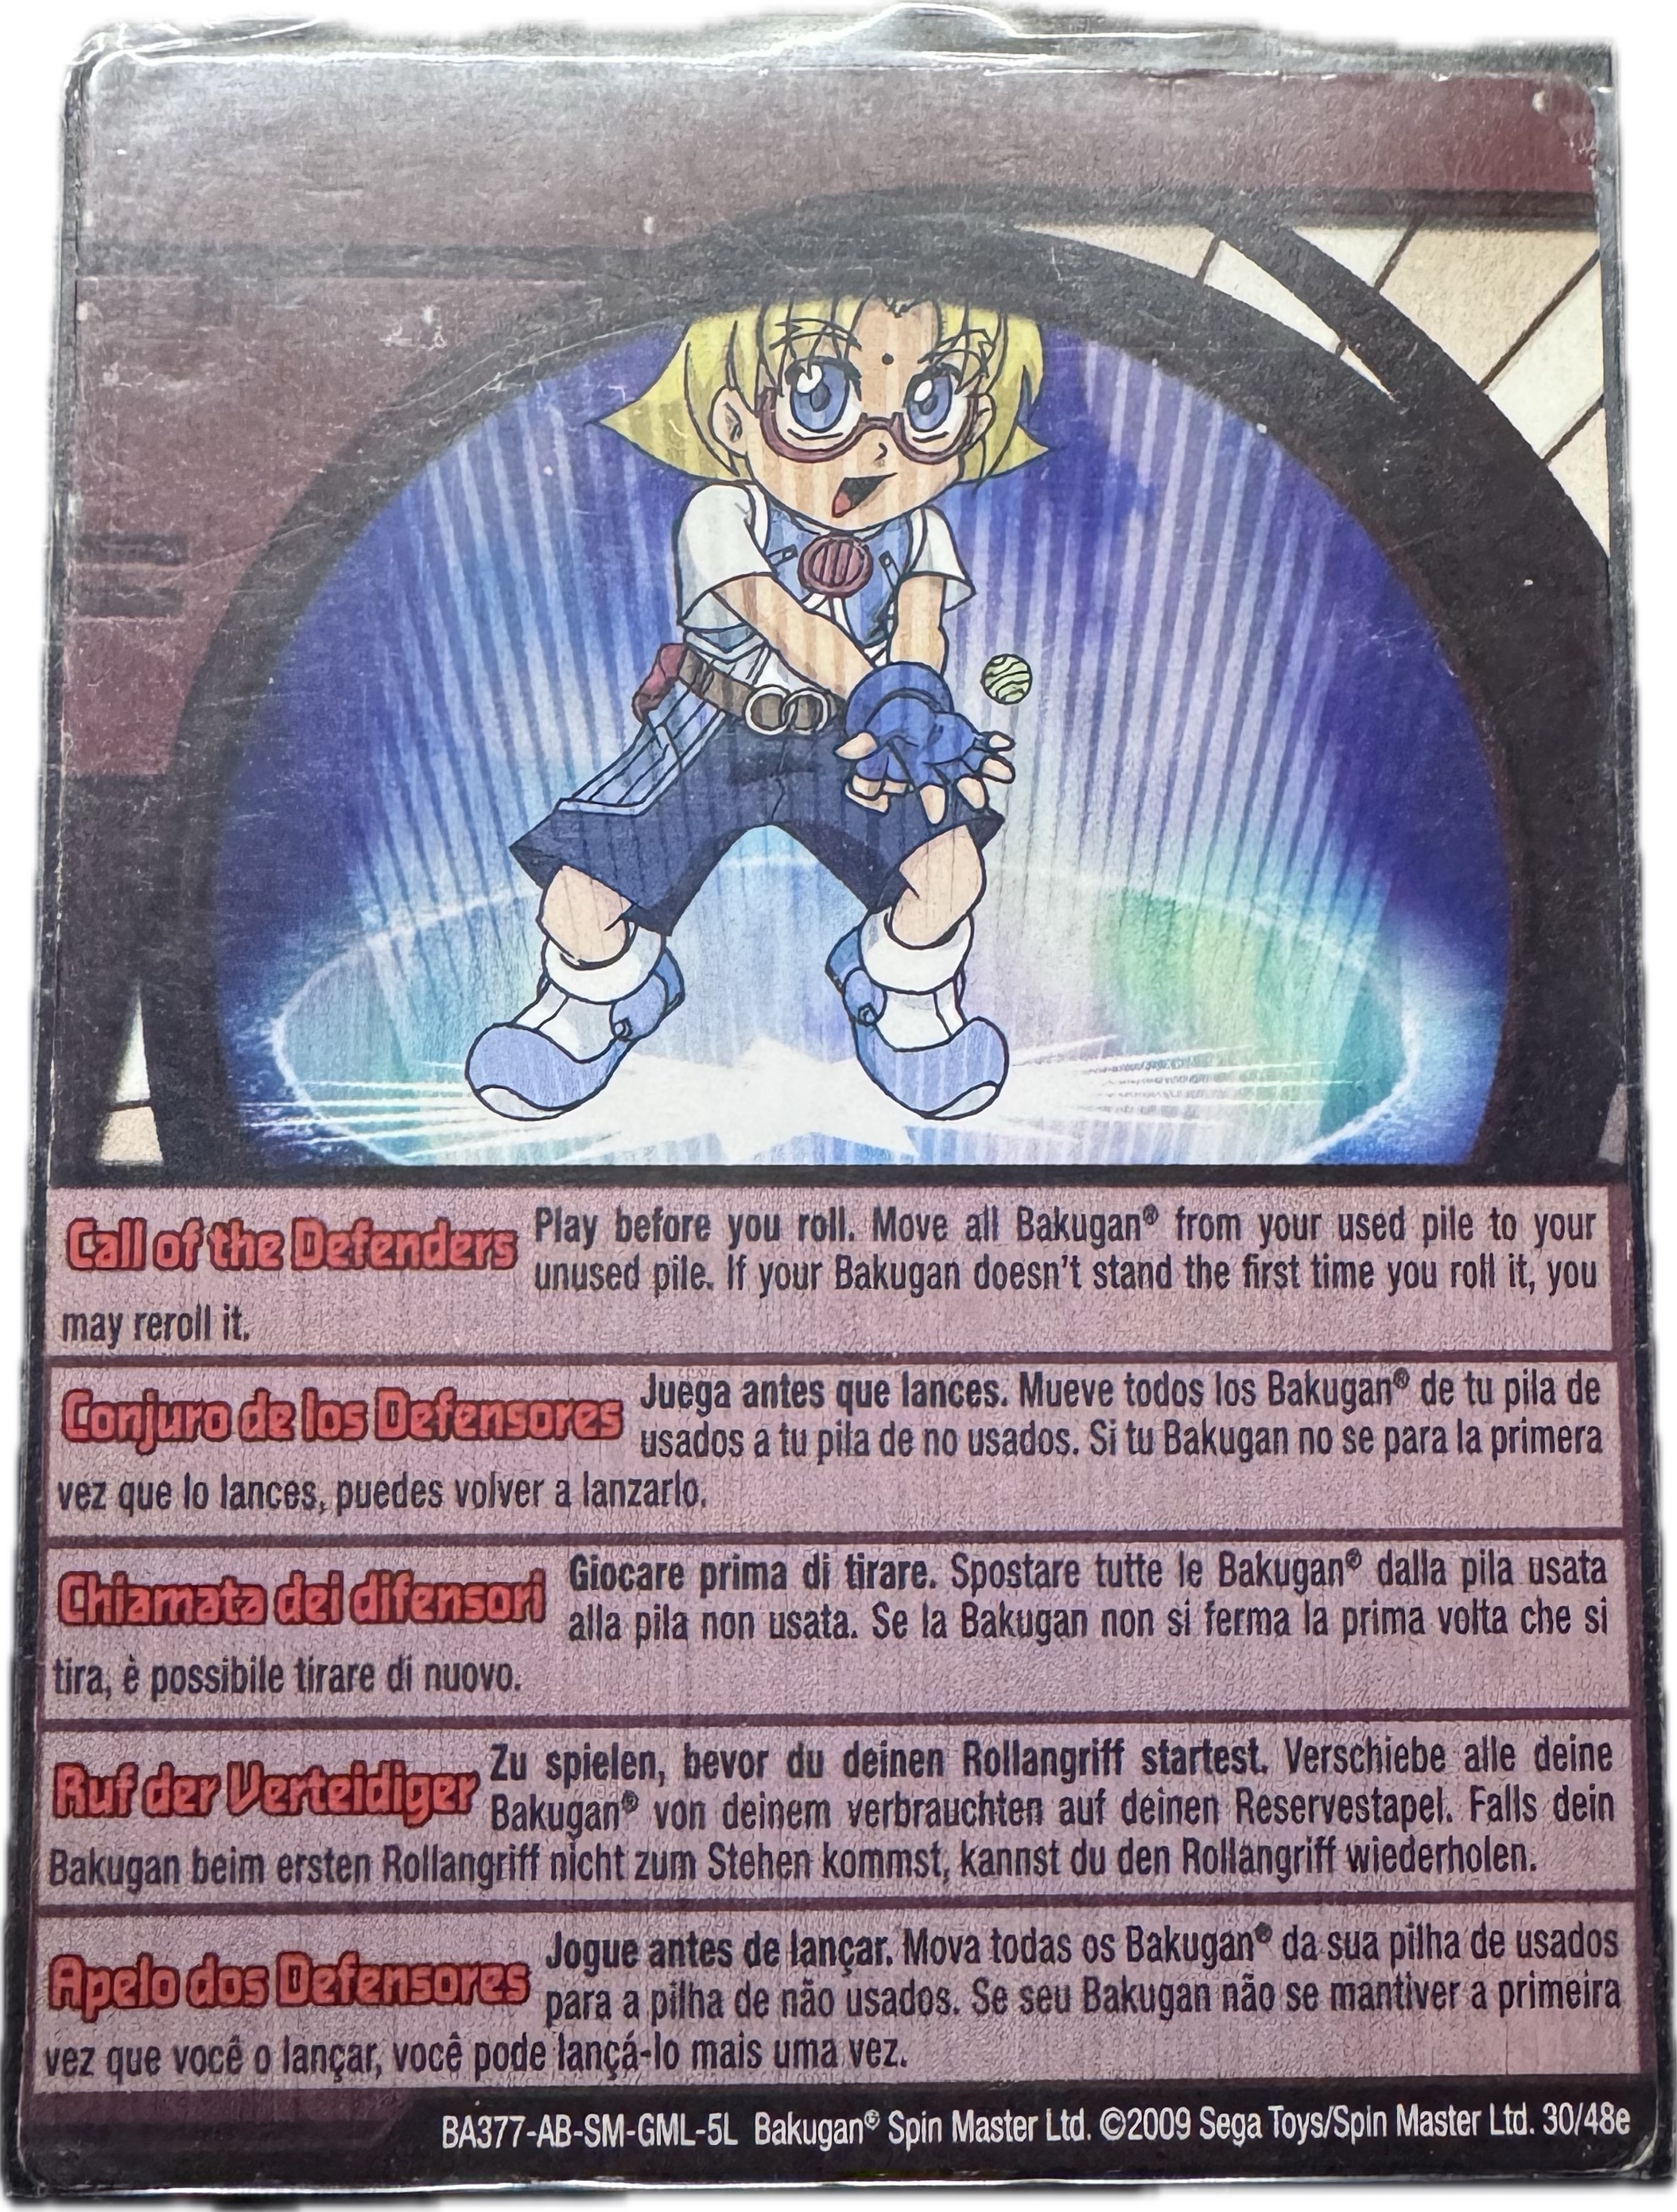 Call of the Defenders Play before you roll. Move all Bakugan® from your used pile to your
unused pile. If your Bakugan doesn't stand the first time you roll it, you
may reroll it.
Conjuro de los Defensores Juega antes que lances. Mueve todos los Bakugan® de tu pila de
usados a tu pila de no usados. Si tu Bakugan no se para la primera
vez que lo lances, puedes volver a lanzarlo.
Chiamata dei difensori Giocare prima di tirare. Spostare tutte le Bakugan® dalla pila usata
alla pila non usata. Se la Bakugan non si ferma la prima volta che si
tira, è possibile tirare di nuovo.
Ruf der Verteidiger Zu spielen, bevor du deinen Rollangriff startest. Verschiebe alle deine
Bakugan® von deinem verbrauchten auf deinen Reservestapel. Falls dein
Bakugan beim ersten Rollangriff nicht zum Stehen kommst, kannst du den Rollangriff wiederholen.
Apelo dos Defensores Jogue antes de lançar. Mova todas os Bakugan® da sua pilha de usados
para a pilha de não usados. Se seu Bakugan não se mantiver a primeira
vez que você o lançar, você pode lançá-lo mais uma vez.
BA377-AB-SM-GML-5L Bakugan® Spin Master Ltd. ©2009 Sega Toys/Spin Master Ltd. 30/48e